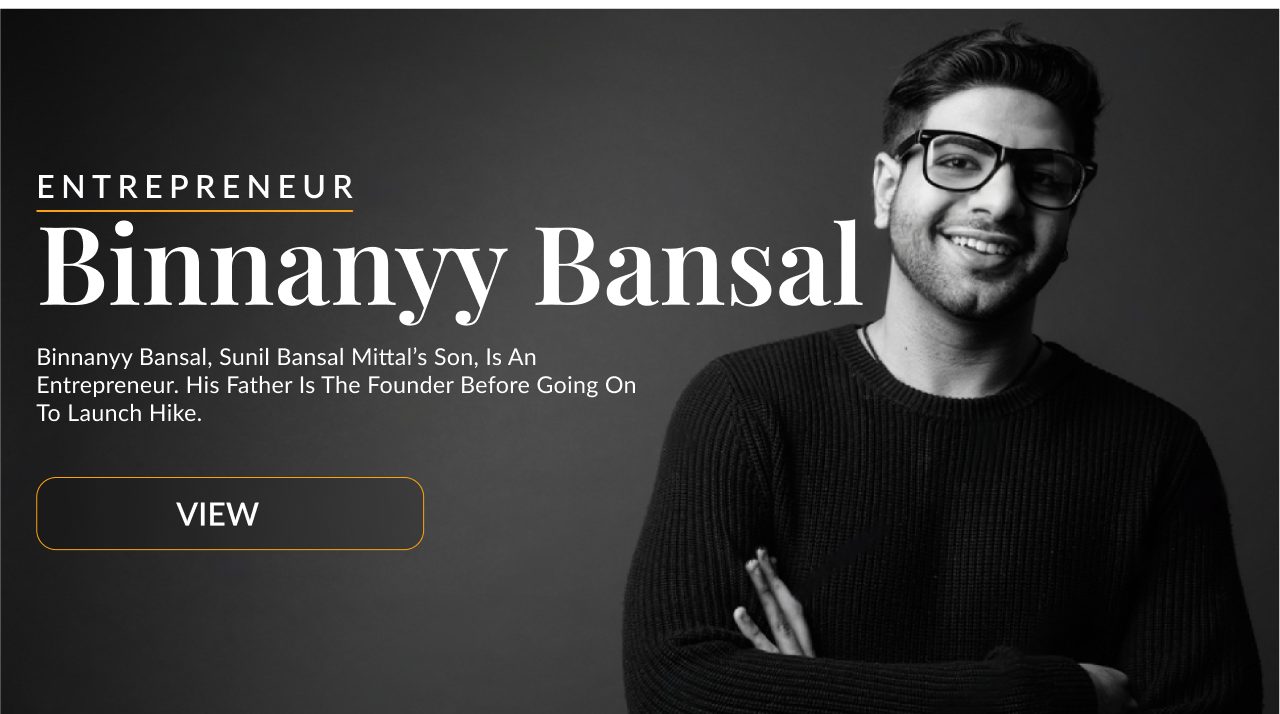 ENTREPRENEUR
Binnanyy Bansal
Binnanyy Bansal, Sunil Bansal Mittal’s Son, Is An
Entrepreneur. His Father Is The Founder Before Going On
To Launch Hike.
VIEW